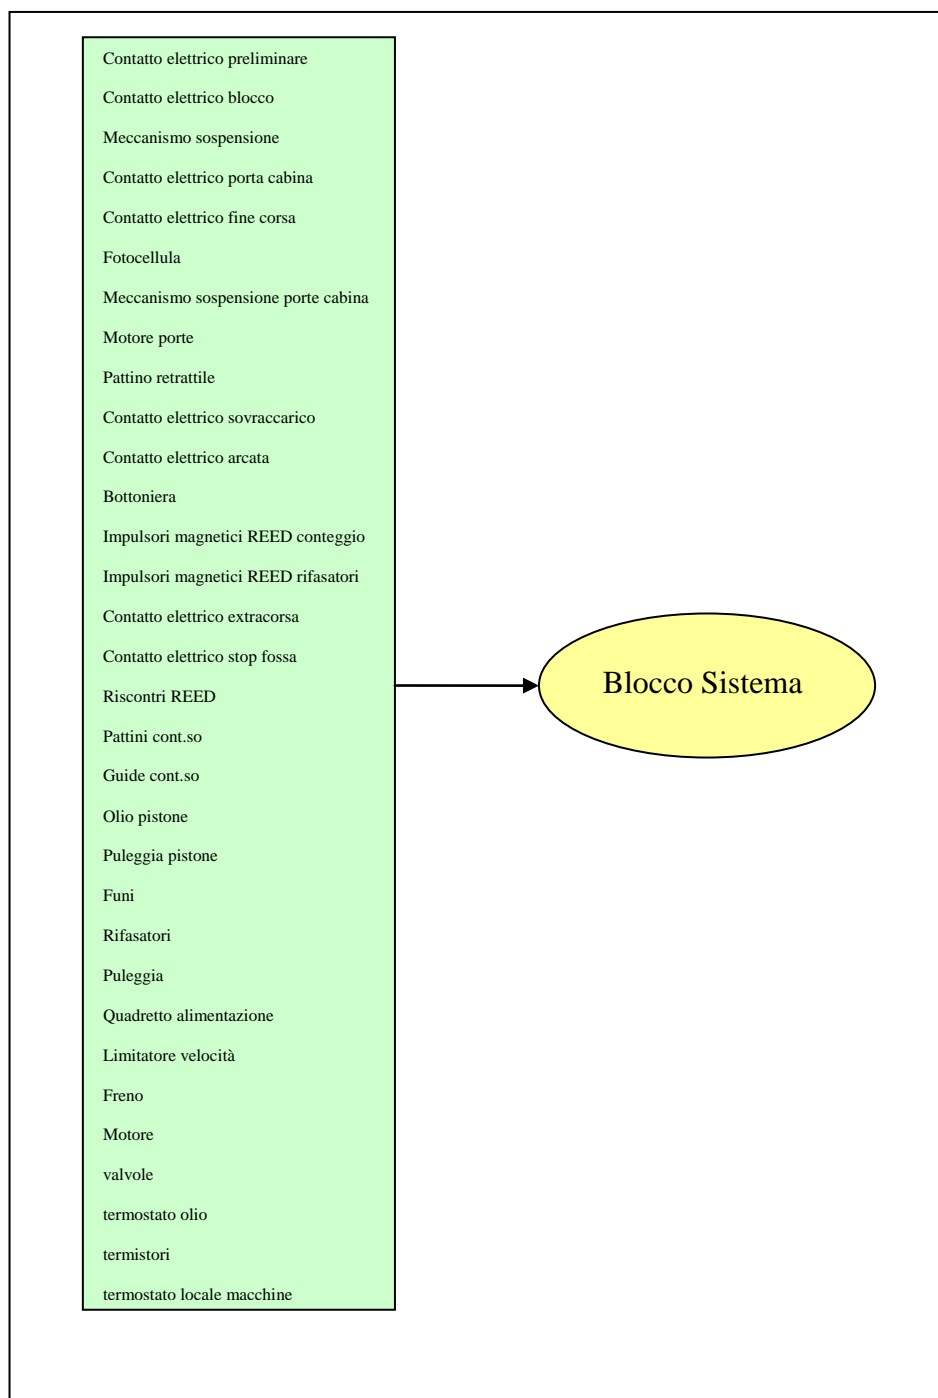 Contatto elettrico preliminare
Contatto elettrico blocco
Meccanismo sospensione
Contatto elettrico porta cabina
Contatto elettrico fine corsa
Fotocellula
Meccanismo sospensione porte cabina
Motore porte
Pattino retrattile
Contatto elettrico sovraccarico
Contatto elettrico arcata
Bottoniera
Impulsori magnetici REED conteggio
Impulsori magnetici REED rifasatori
Contatto elettrico extracorsa
Contatto elettrico stop fossa
Riscontri REED
Pattini cont.so
Guide cont.so
Olio pistone
Puleggia pistone
Funi
Rifasatori
Puleggia
Quadretto alimentazione
Limitatore velocità
Freno
Motore
valvole
termostato olio
termistori
termostato locale macchine
Blocco Sistema